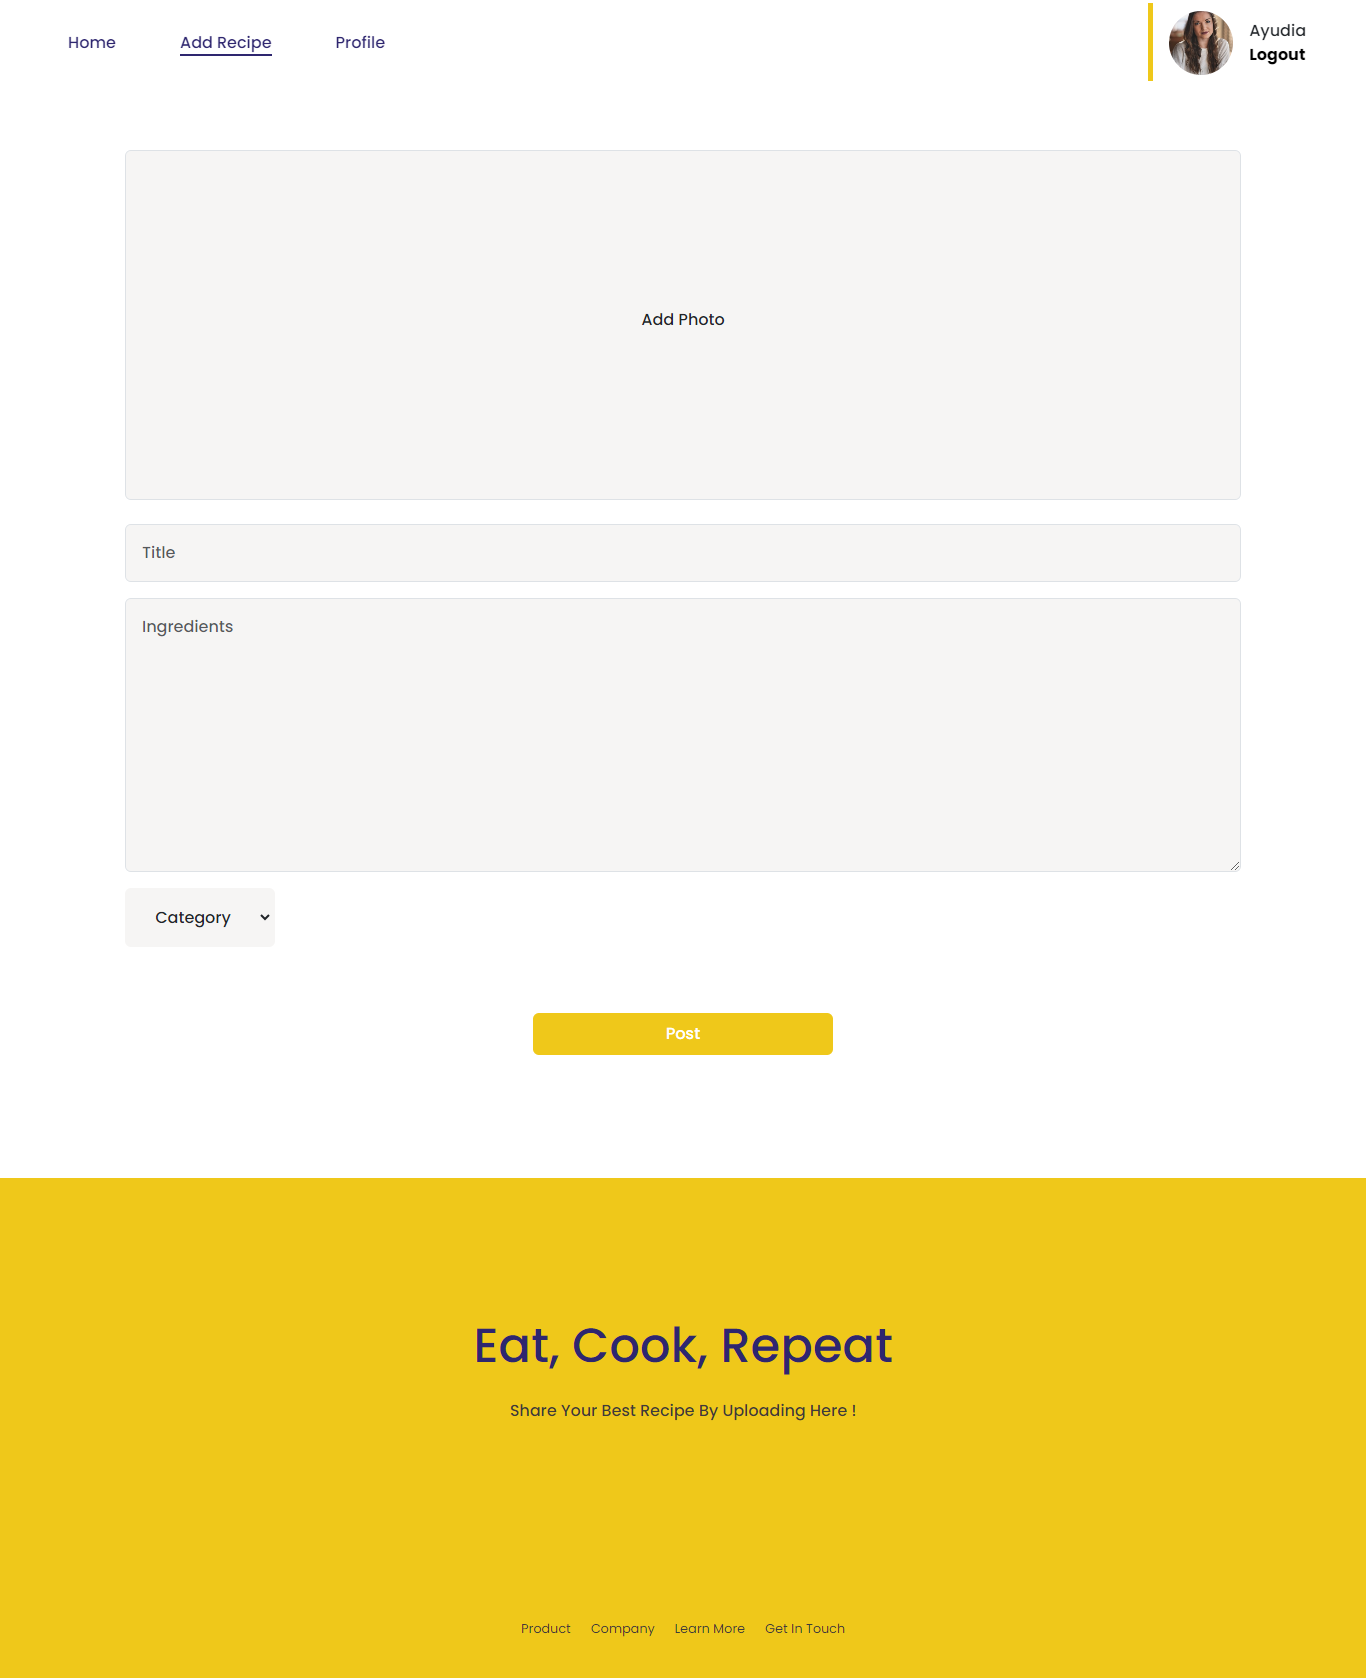 Home Add Recipe Profile
Ayudia
Logout
Add Photo
Title
Ingredients
Category
Post
Eat, Cook, Repeat
Share Your Best Recipe By Uploading Here !
Product Company Learn More Get In Touch